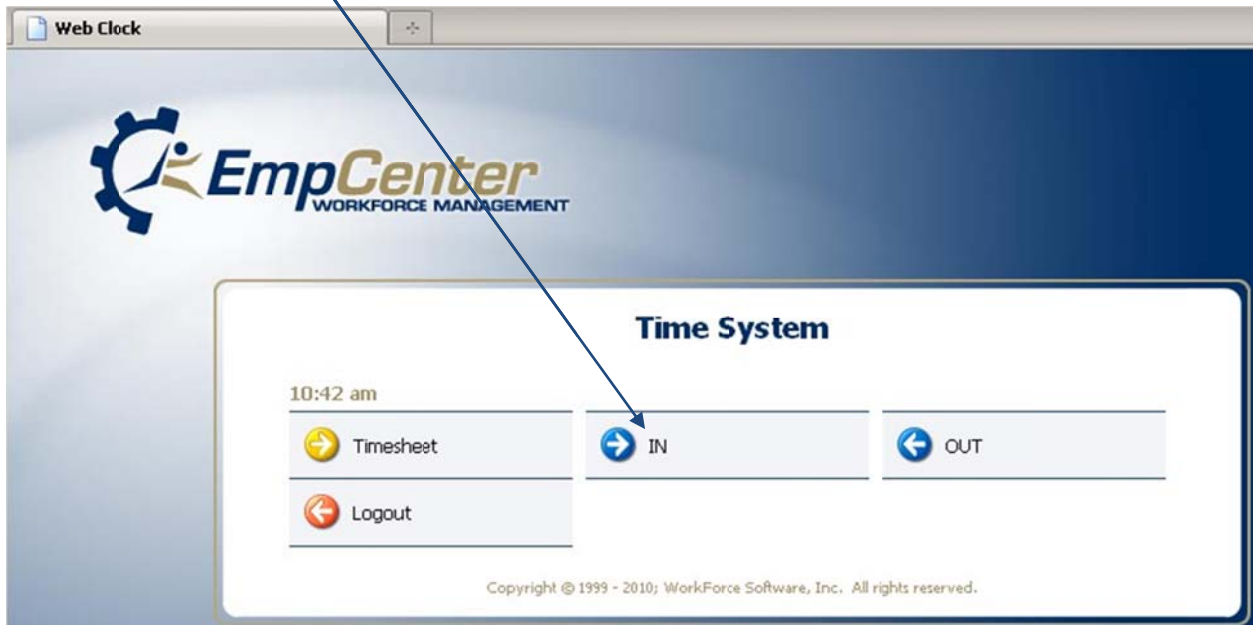 Web Clock
EmpCenter
WORKFORCE MANAGEMENT
Time System
10:42 am
Timesheet
IN
OUT
Logout
Copyright © 1999 - 2010; WorkForce Software, Inc. All rights reserved.